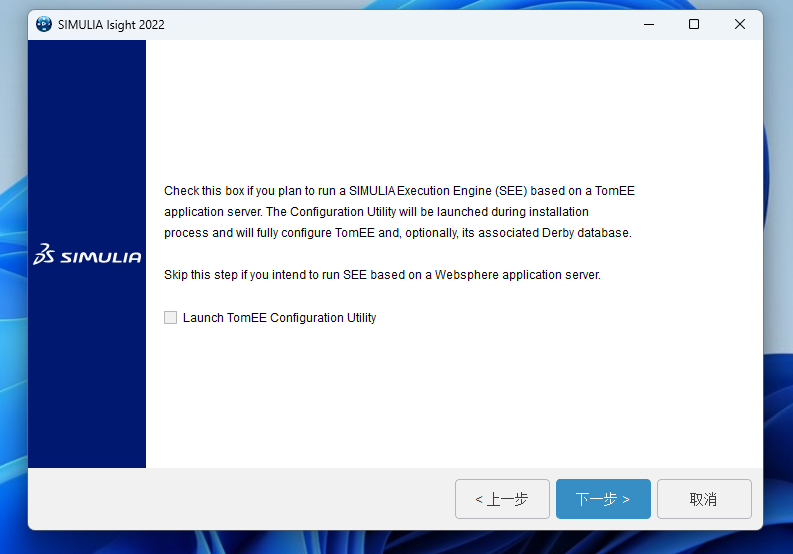 SIMULIA Isight 2022
Check this box if you plan to run a SIMULIA Execution Engine (SEE) based on a TomEE
application server. The Configuration Utility will be launched during installation
process and will fully configure TomEE and, optionally, its associated Derby database.
SIMULIA
Skip this step if you intend to run SEE based on a Websphere application server.
Launch TomEE Configuration Utility
< 上一步
下一步 >
取消